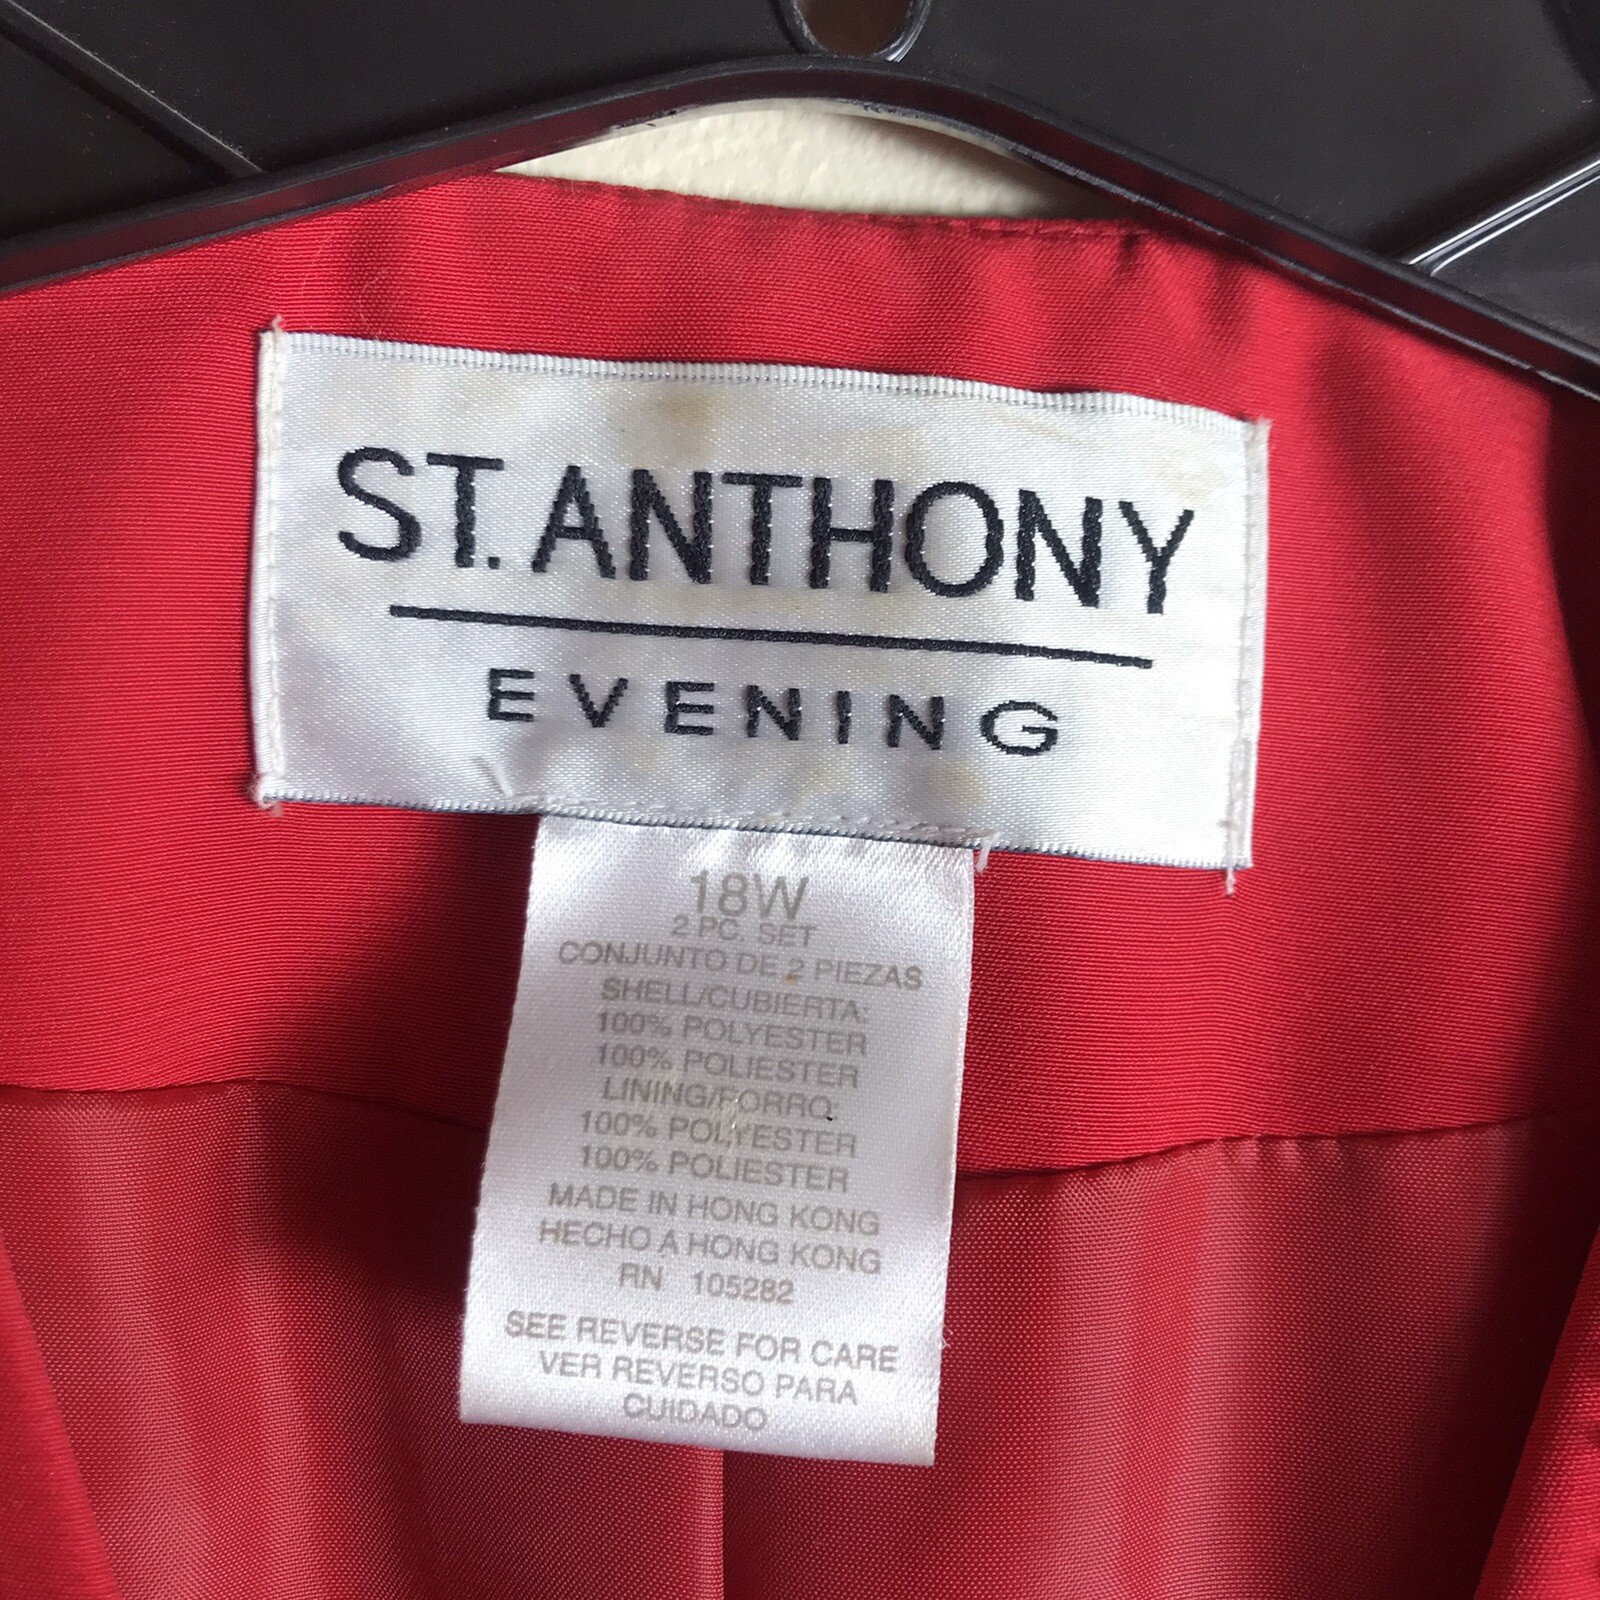 ST. ANTHONY
EVENING
18W
2 PC. SET
CONJUNTO DE 2 PIEZAS
SHELL/CUBIERTA:
100% POLYESTER
100% POLIESTER
LINING/FORRO:
100% POLYESTER
100% POLIESTER
MADE IN HONG KONG
HECHO A HONG KONG
RN 105282
SEE REVERSE FOR CARE
VER REVERSO PARA
CUIDADO